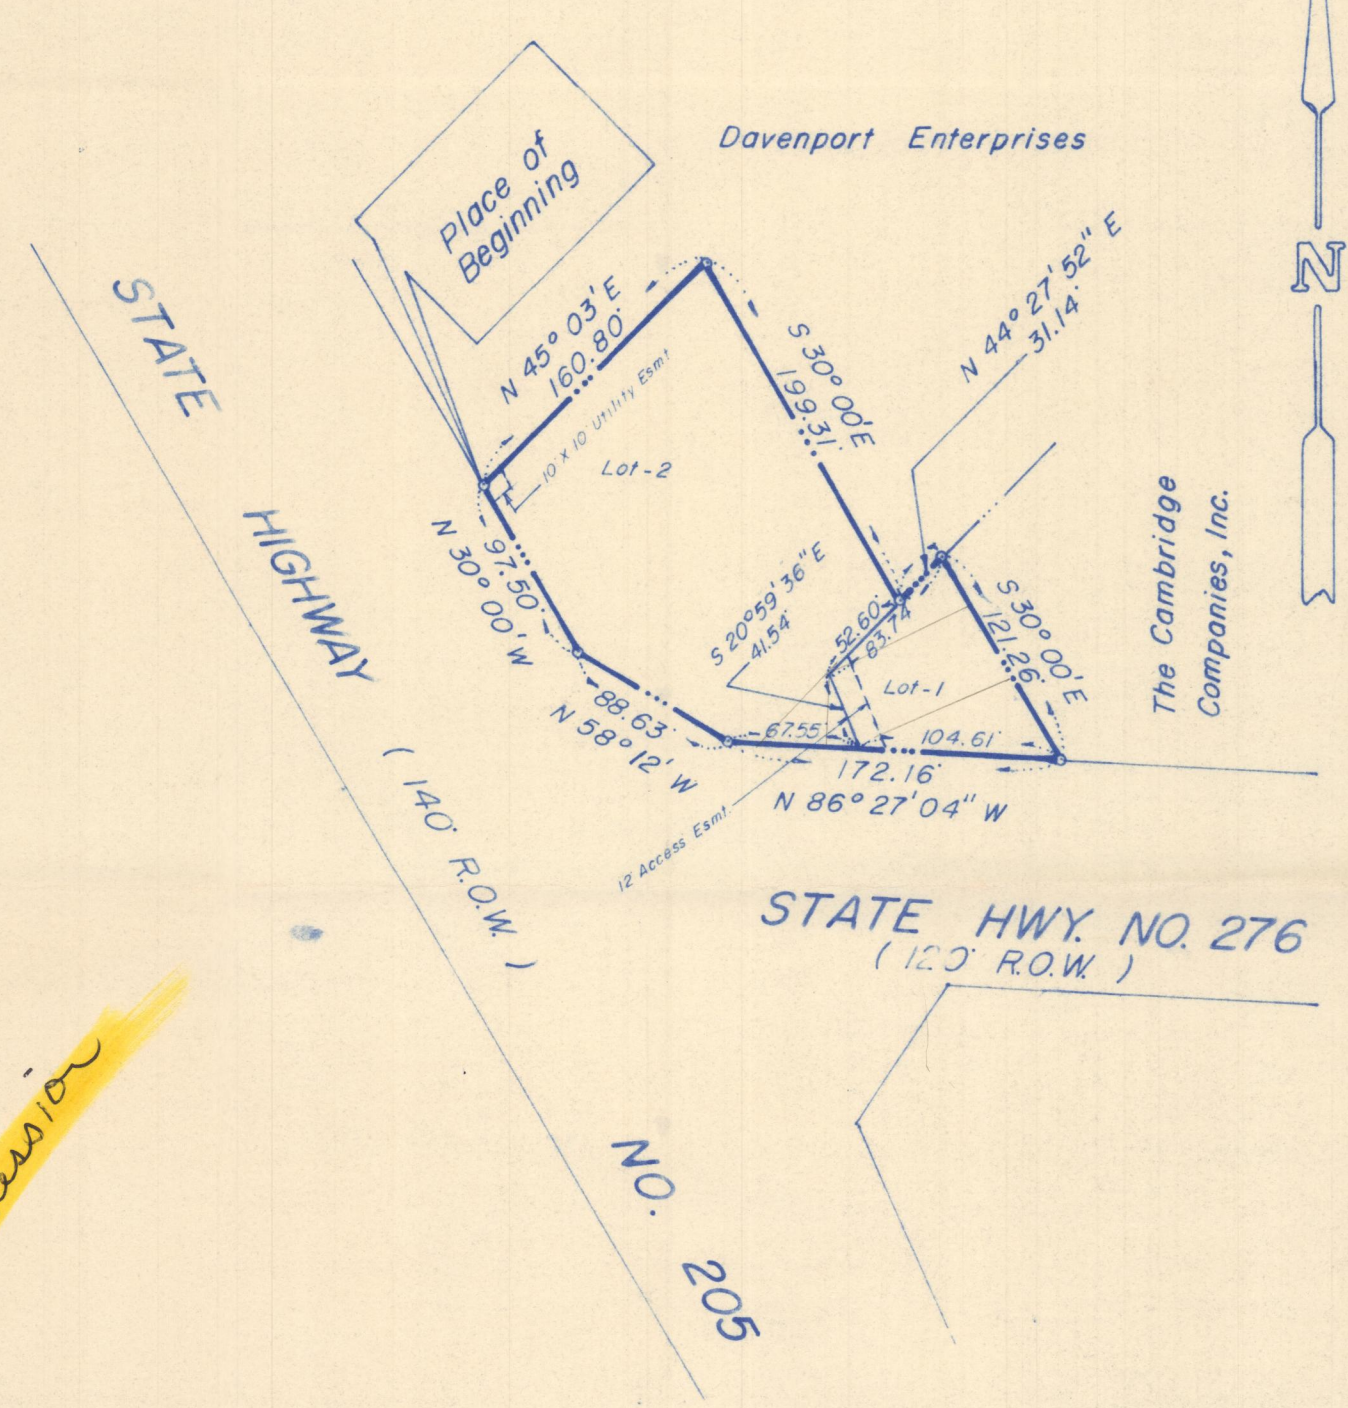 Davenport Enterprises
Place of
Beginning
N
N 45° 03' E
160.80'
10' X 10' Utility Esmt
Lot-2
S 30° 00' E
199.31'
N 44° 27' 52" E
31.14'
STATE
HIGHWAY
( 140' R.O.W. )
NO. 205
97.50'
N 30° 00' W
88.63'
N 58° 12' W
S 20° 59' 36" E
41.54'
52.60'
83.74'
Lot-1
S 30° 00' E
121.26'
The Cambridge
Companies, Inc.
67.55'
104.61'
172.16'
N 86° 27' 04" W
12' Access Esmt.
STATE HWY. NO. 276
( 120' R.O.W. )